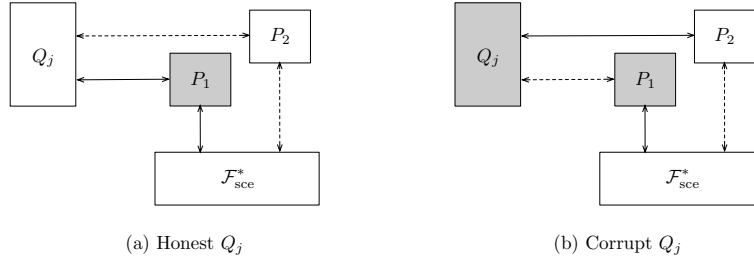 Q_j
P_1
P_2
F*_sce
(a) Honest Q_j
Q_j
P_1
P_2
F*_sce
(b) Corrupt Q_j